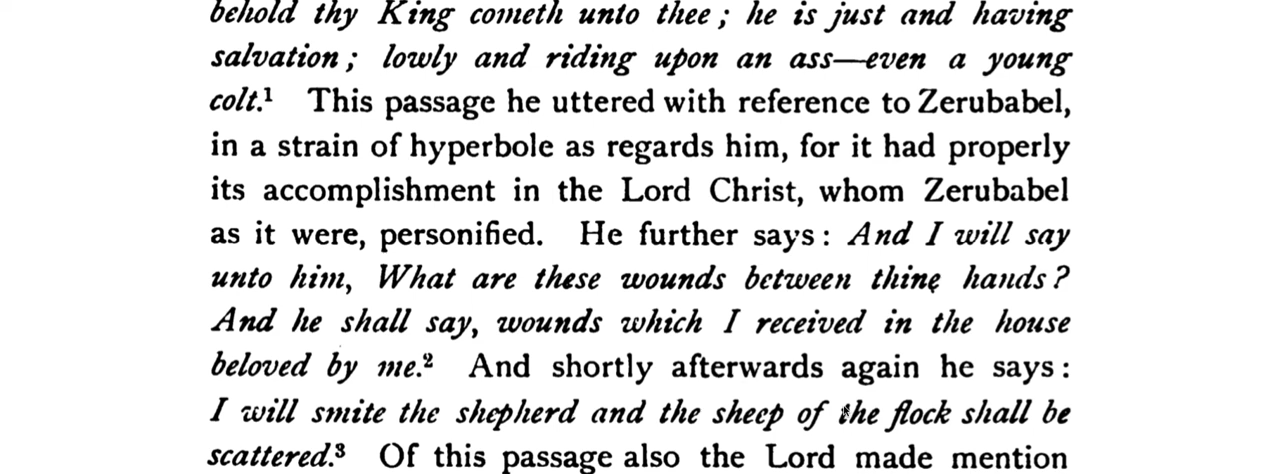 behold thy King cometh unto thee; he is just and having
salvation; lowly and riding upon an ass—even a young
colt.¹ This passage he uttered with reference to Zerubabel,
in a strain of hyperbole as regards him, for it had properly
its accomplishment in the Lord Christ, whom Zerubabel
as it were, personified. He further says: And I will say
unto him, What are these wounds between thine hands?
And he shall say, wounds which I received in the house
beloved by me.² And shortly afterwards again he says:
I will smite the shepherd and the sheep of the flock shall be
scattered.³ Of this passage also the Lord made mention